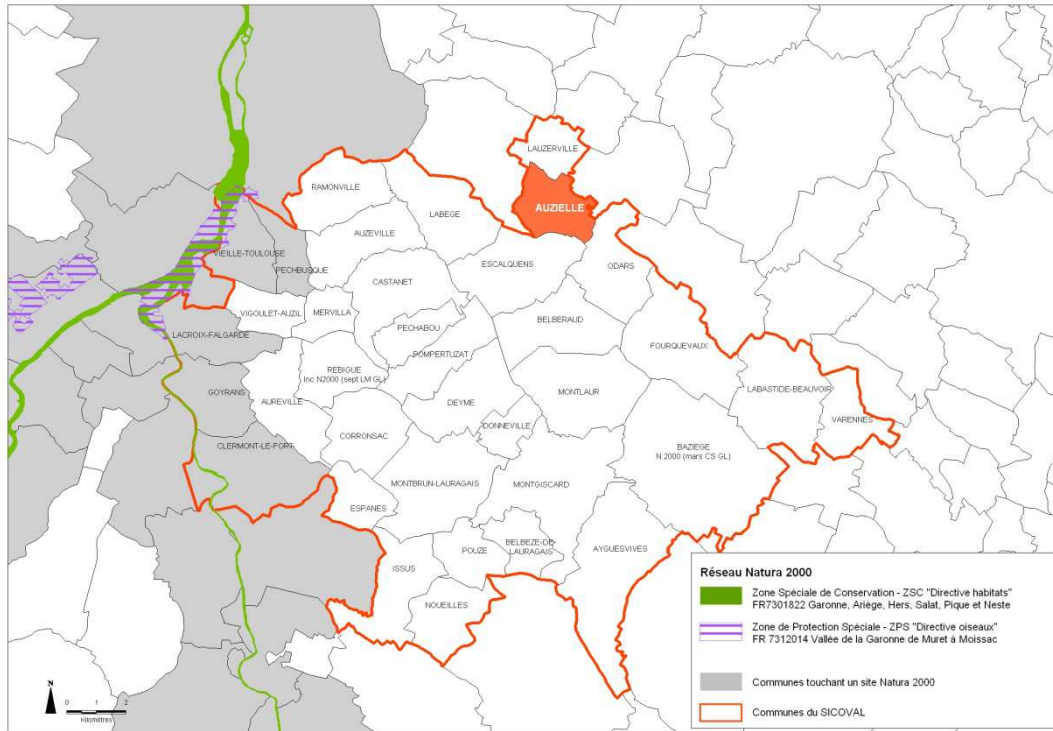 LAUZERVILLE
RAMONVILLE
AUZIELLE
LABEGE
AUZEVILLE
VIEILLE-TOULOUSE
ESCALQUENS
ODARS
PECHBUSQUE
CASTANET
VIGOULET-AUZIL
MERVILLA
BELBERAUD
PECHABOU
LACROIX-FALGARDE
FOURQUEVAUX
POMPERTUZAT
REBIGUE
Inc N2000 (sept LM GL)
GOYRANS
MONTLAUR
LABASTIDE-BEAUVOIR
AUREVILLE
DEYME
VARENNES
DONNEVILLE
CORRONSAC
CLERMONT-LE-FORT
BAZIEGE
N 2000 (mars CS GL)
MONTBRUN-LAURAGAIS
MONTGISCARD
ESPANES
BELBEZE-DE-
LAURAGAIS
POUZE
AYGUESVIVES
ISSUS
NOUEILLES
Réseau Natura 2000
Zone Spéciale de Conservation - ZSC "Directive habitats"
FR7301822 Garonne, Ariège, Hers, Salat, Pique et Neste
Zone de Protection Spéciale - ZPS "Directive oiseaux"
FR 7312014 Vallée de la Garonne de Muret à Moissac
Communes touchant un site Natura 2000
Communes du SICOVAL
N
0 1 2
Kilomètres